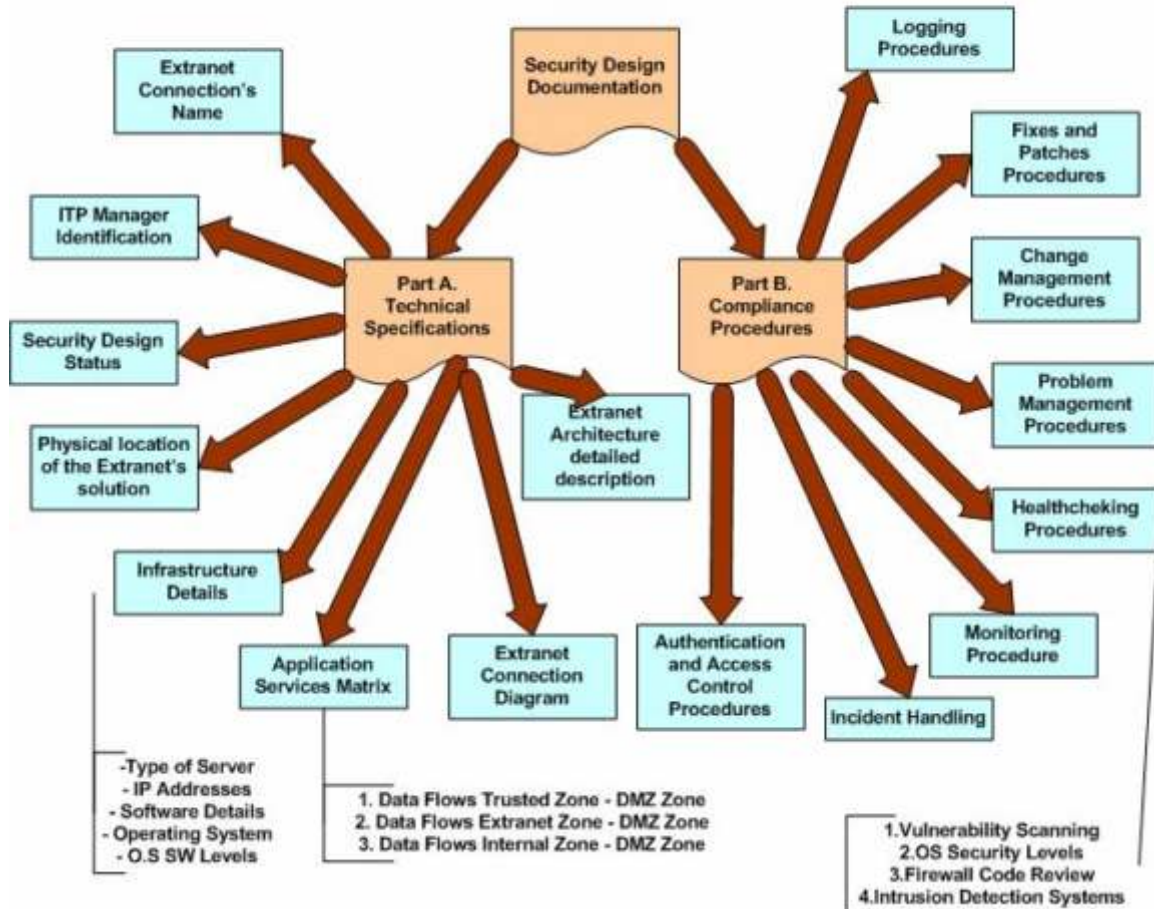 Security Design
Documentation
Extranet
Connection's
Name
ITP Manager
Identification
Security Design
Status
Physical location
of the Extranet's
solution
Infrastructure
Details
Application
Services Matrix
Extranet
Connection
Diagram
Extranet
Architecture
detailed
description
Part A.
Technical
Specifications
Part B.
Compliance
Procedures
Logging
Procedures
Fixes and
Patches
Procedures
Change
Management
Procedures
Problem
Management
Procedures
Healthcheking
Procedures
Monitoring
Procedure
Incident Handling
Authentication
and Access
Control
Procedures
-Type of Server
- IP Addresses
- Software Details
- Operating System
- O.S SW Levels
1. Data Flows Trusted Zone - DMZ Zone
2. Data Flows Extranet Zone - DMZ Zone
3. Data Flows Internal Zone - DMZ Zone
1.Vulnerability Scanning
2.OS Security Levels
3.Firewall Code Review
4.Intrusion Detection Systems